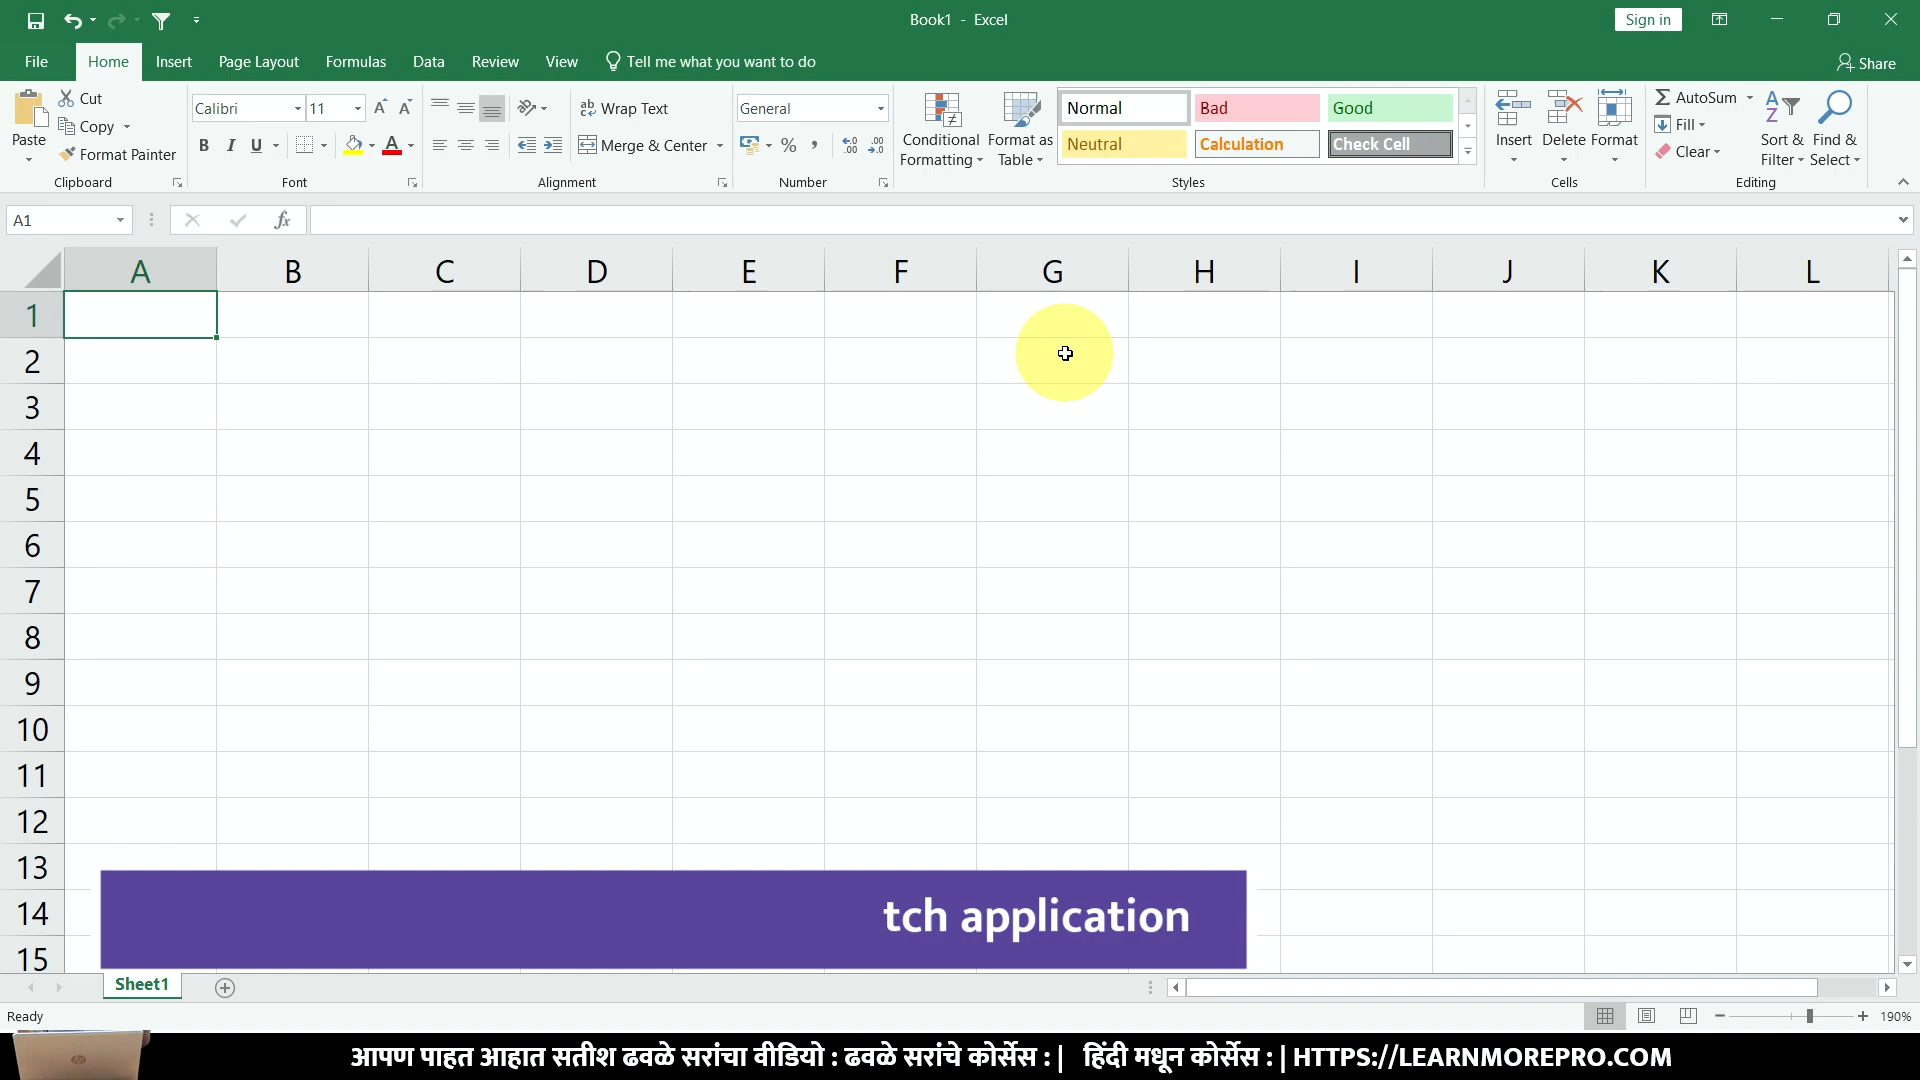 Book1 - Excel
Sign in
File Home Insert Page Layout Formulas Data Review View Tell me what you want to do Share
Paste
Cut
Copy
Format Painter
Clipboard
Calibri 11
B I U A
Font
Wrap Text
Merge & Center
Alignment
General
%
Number
Conditional Formatting
Format as Table
Normal Bad Good
Neutral Calculation Check Cell
Styles
Insert Delete Format
Cells
AutoSum
Fill
Clear
Sort & Filter
Find & Select
Editing
A1
fx
A B C D E F G H I J K L
1
2
3
4
5
6
7
8
9
10
11
12
13
14
15
tch application
Sheet1
Ready
190%
आपण पाहत आहात सतीश ढवळे सरांचा वीडियो : ढवळे सरांचे कोर्सेस : | हिंदी मधून कोर्सेस : | HTTPS://LEARNMOREPRO.COM